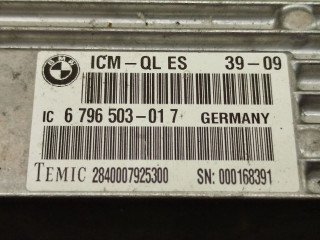 BMW
ICM-QL ES 39-09
IC 6 796 503-01 7 GERMANY
TEMIC 2840007925300 SN: 000168391